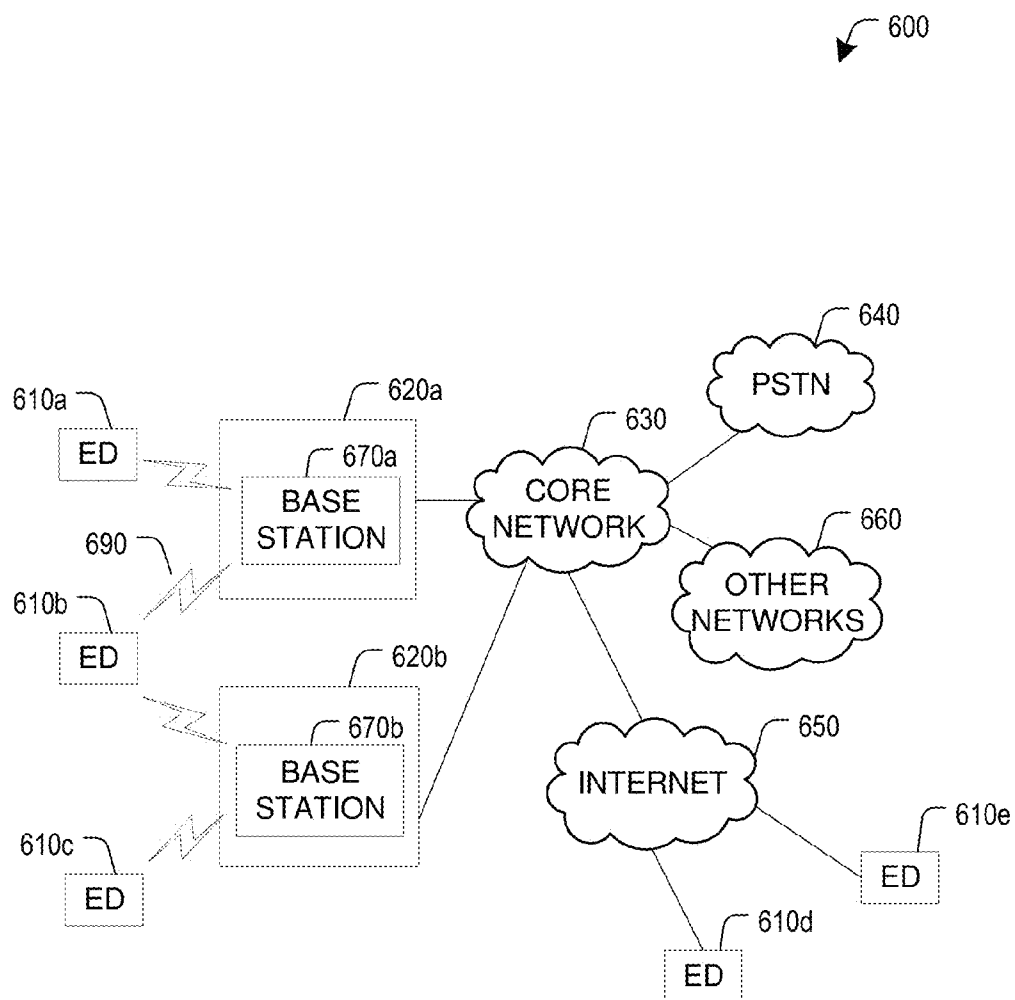 600
640
PSTN
610a
ED
620a
670a
BASE
STATION
630
CORE
NETWORK
660
OTHER
NETWORKS
690
610b
ED
620b
670b
BASE
STATION
650
INTERNET
610c
ED
610e
ED
610d
ED